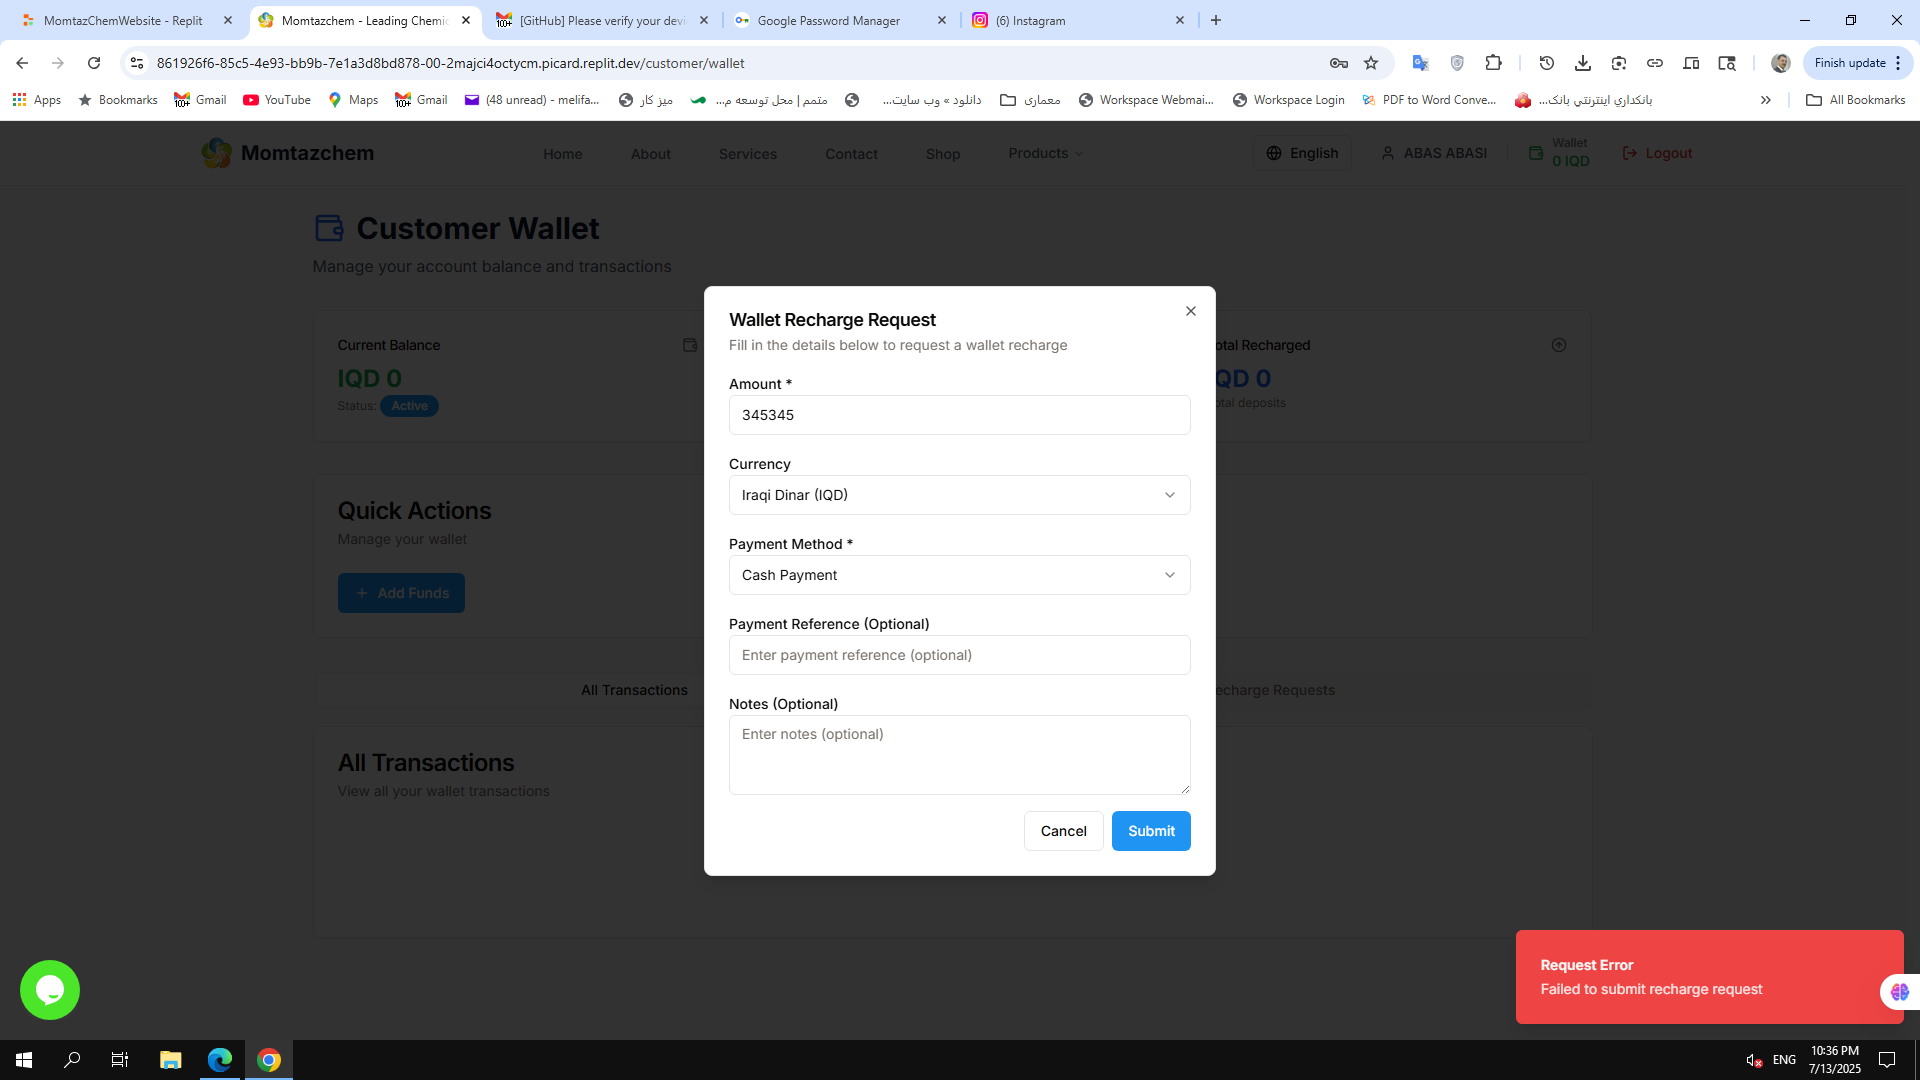 MomtazChemWebsite - Replit
Momtazchem - Leading Chemic
[GitHub] Please verify your devi
Google Password Manager
(6) Instagram
861926f6-85c5-4e93-bb9b-7e1a3d8bd878-00-2majci4octycm.picard.replit.dev/customer/wallet
Finish update
Apps
Bookmarks
Gmail
YouTube
Maps
Gmail
(48 unread) - melifa...
میز کار
متمم | محل توسعه م...
دانلود » وب سایت...
معماری
Workspace Webmai...
Workspace Login
PDF to Word Conve...
بانکداري اینترنتي بانک...
All Bookmarks
Momtazchem
Home
About
Services
Contact
Shop
Products
English
ABAS ABASI
Wallet
0 IQD
Logout
Customer Wallet
Manage your account balance and transactions
Current Balance
IQD 0
Status: Active
otal Recharged
QD 0
otal deposits
Quick Actions
Manage your wallet
+ Add Funds
All Transactions
echarge Requests
All Transactions
View all your wallet transactions
Wallet Recharge Request
Fill in the details below to request a wallet recharge
Amount *
345345
Currency
Iraqi Dinar (IQD)
Payment Method *
Cash Payment
Payment Reference (Optional)
Enter payment reference (optional)
Notes (Optional)
Enter notes (optional)
Cancel
Submit
Request Error
Failed to submit recharge request
ENG
10:36 PM
7/13/2025